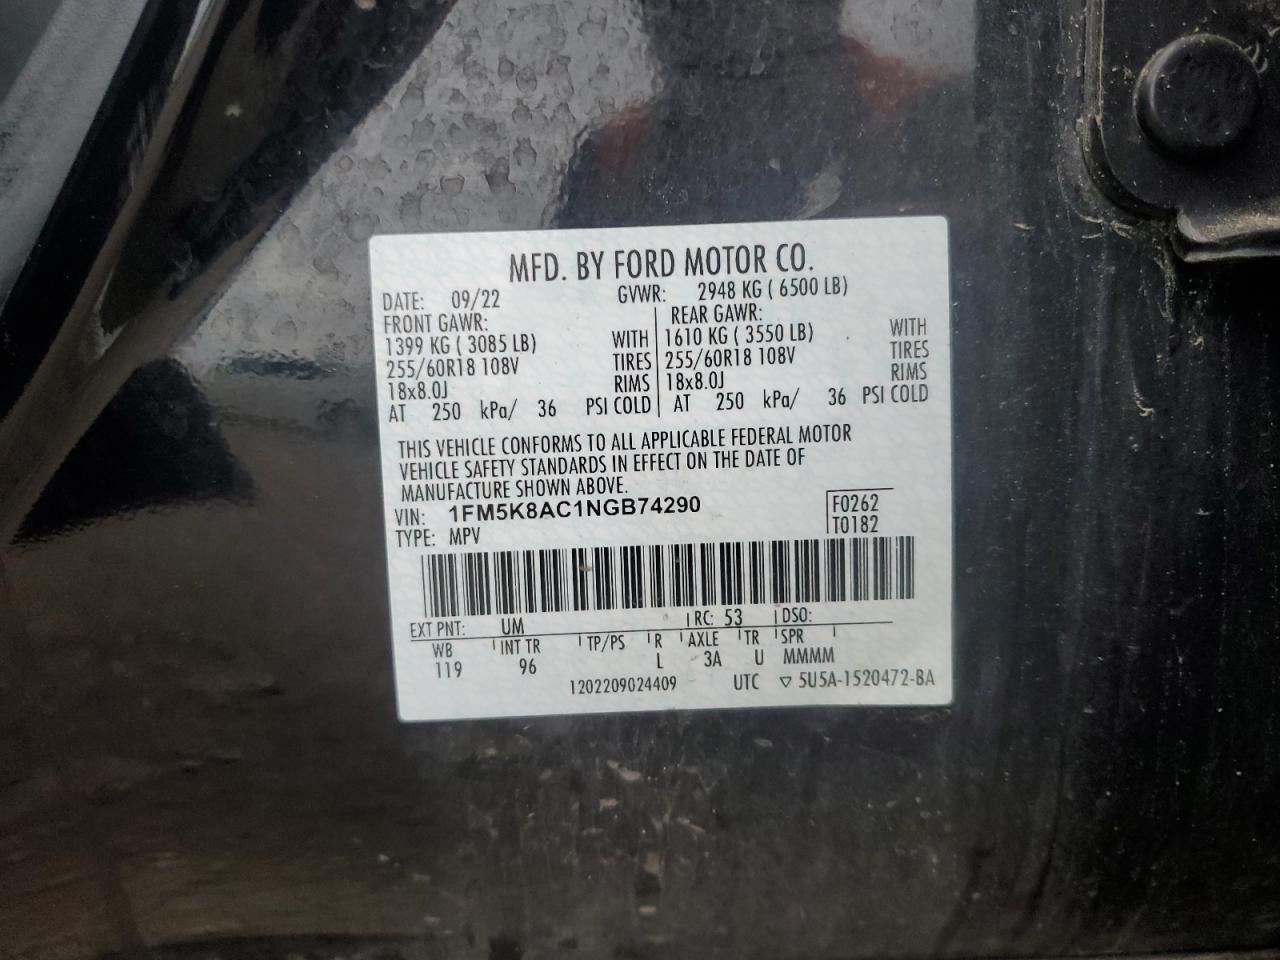 MFD. BY FORD MOTOR CO.
DATE: 09/22 GVWR: 2948 KG ( 6500 LB)
FRONT GAWR: REAR GAWR:
1399 KG ( 3085 LB) WITH 1610 KG ( 3550 LB) WITH
255/60R18 108V TIRES 255/60R18 108V TIRES
18x8.0J RIMS 18x8.0J RIMS
AT 250 kPa/ 36 PSI COLD AT 250 kPa/ 36 PSI COLD
THIS VEHICLE CONFORMS TO ALL APPLICABLE FEDERAL MOTOR
VEHICLE SAFETY STANDARDS IN EFFECT ON THE DATE OF
MANUFACTURE SHOWN ABOVE.
VIN: 1FM5K8AC1NGB74290 F0262
TYPE: MPV T0182
EXT PNT: UM RC: 53 DSO:
WB INT TR TP/PS R AXLE TR SPR
119 96 L 3A U MMMM
1202209024409 UTC ▽ 5U5A-1520472-BA